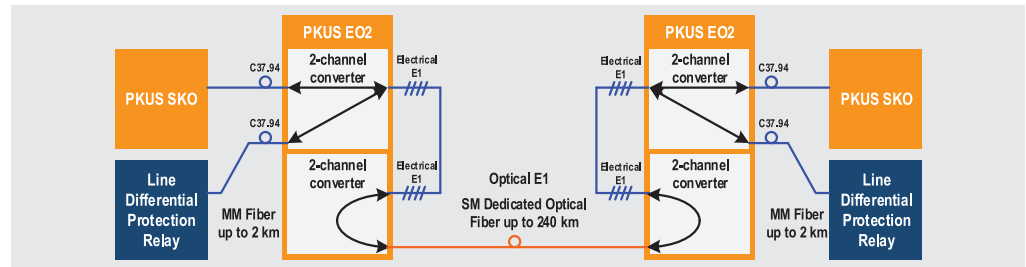 PKUS EO2
PKUS SKO
C37.94
2-channel
converter
Electrical
E1
C37.94
Line
Differential
Protection
Relay
MM Fiber
up to 2 km
2-channel
converter
Electrical
E1
Optical E1
SM Dedicated Optical
Fiber up to 240 km
PKUS EO2
Electrical
E1
2-channel
converter
C37.94
PKUS SKO
C37.94
Electrical
E1
2-channel
converter
MM Fiber
up to 2 km
Line
Differential
Protection
Relay